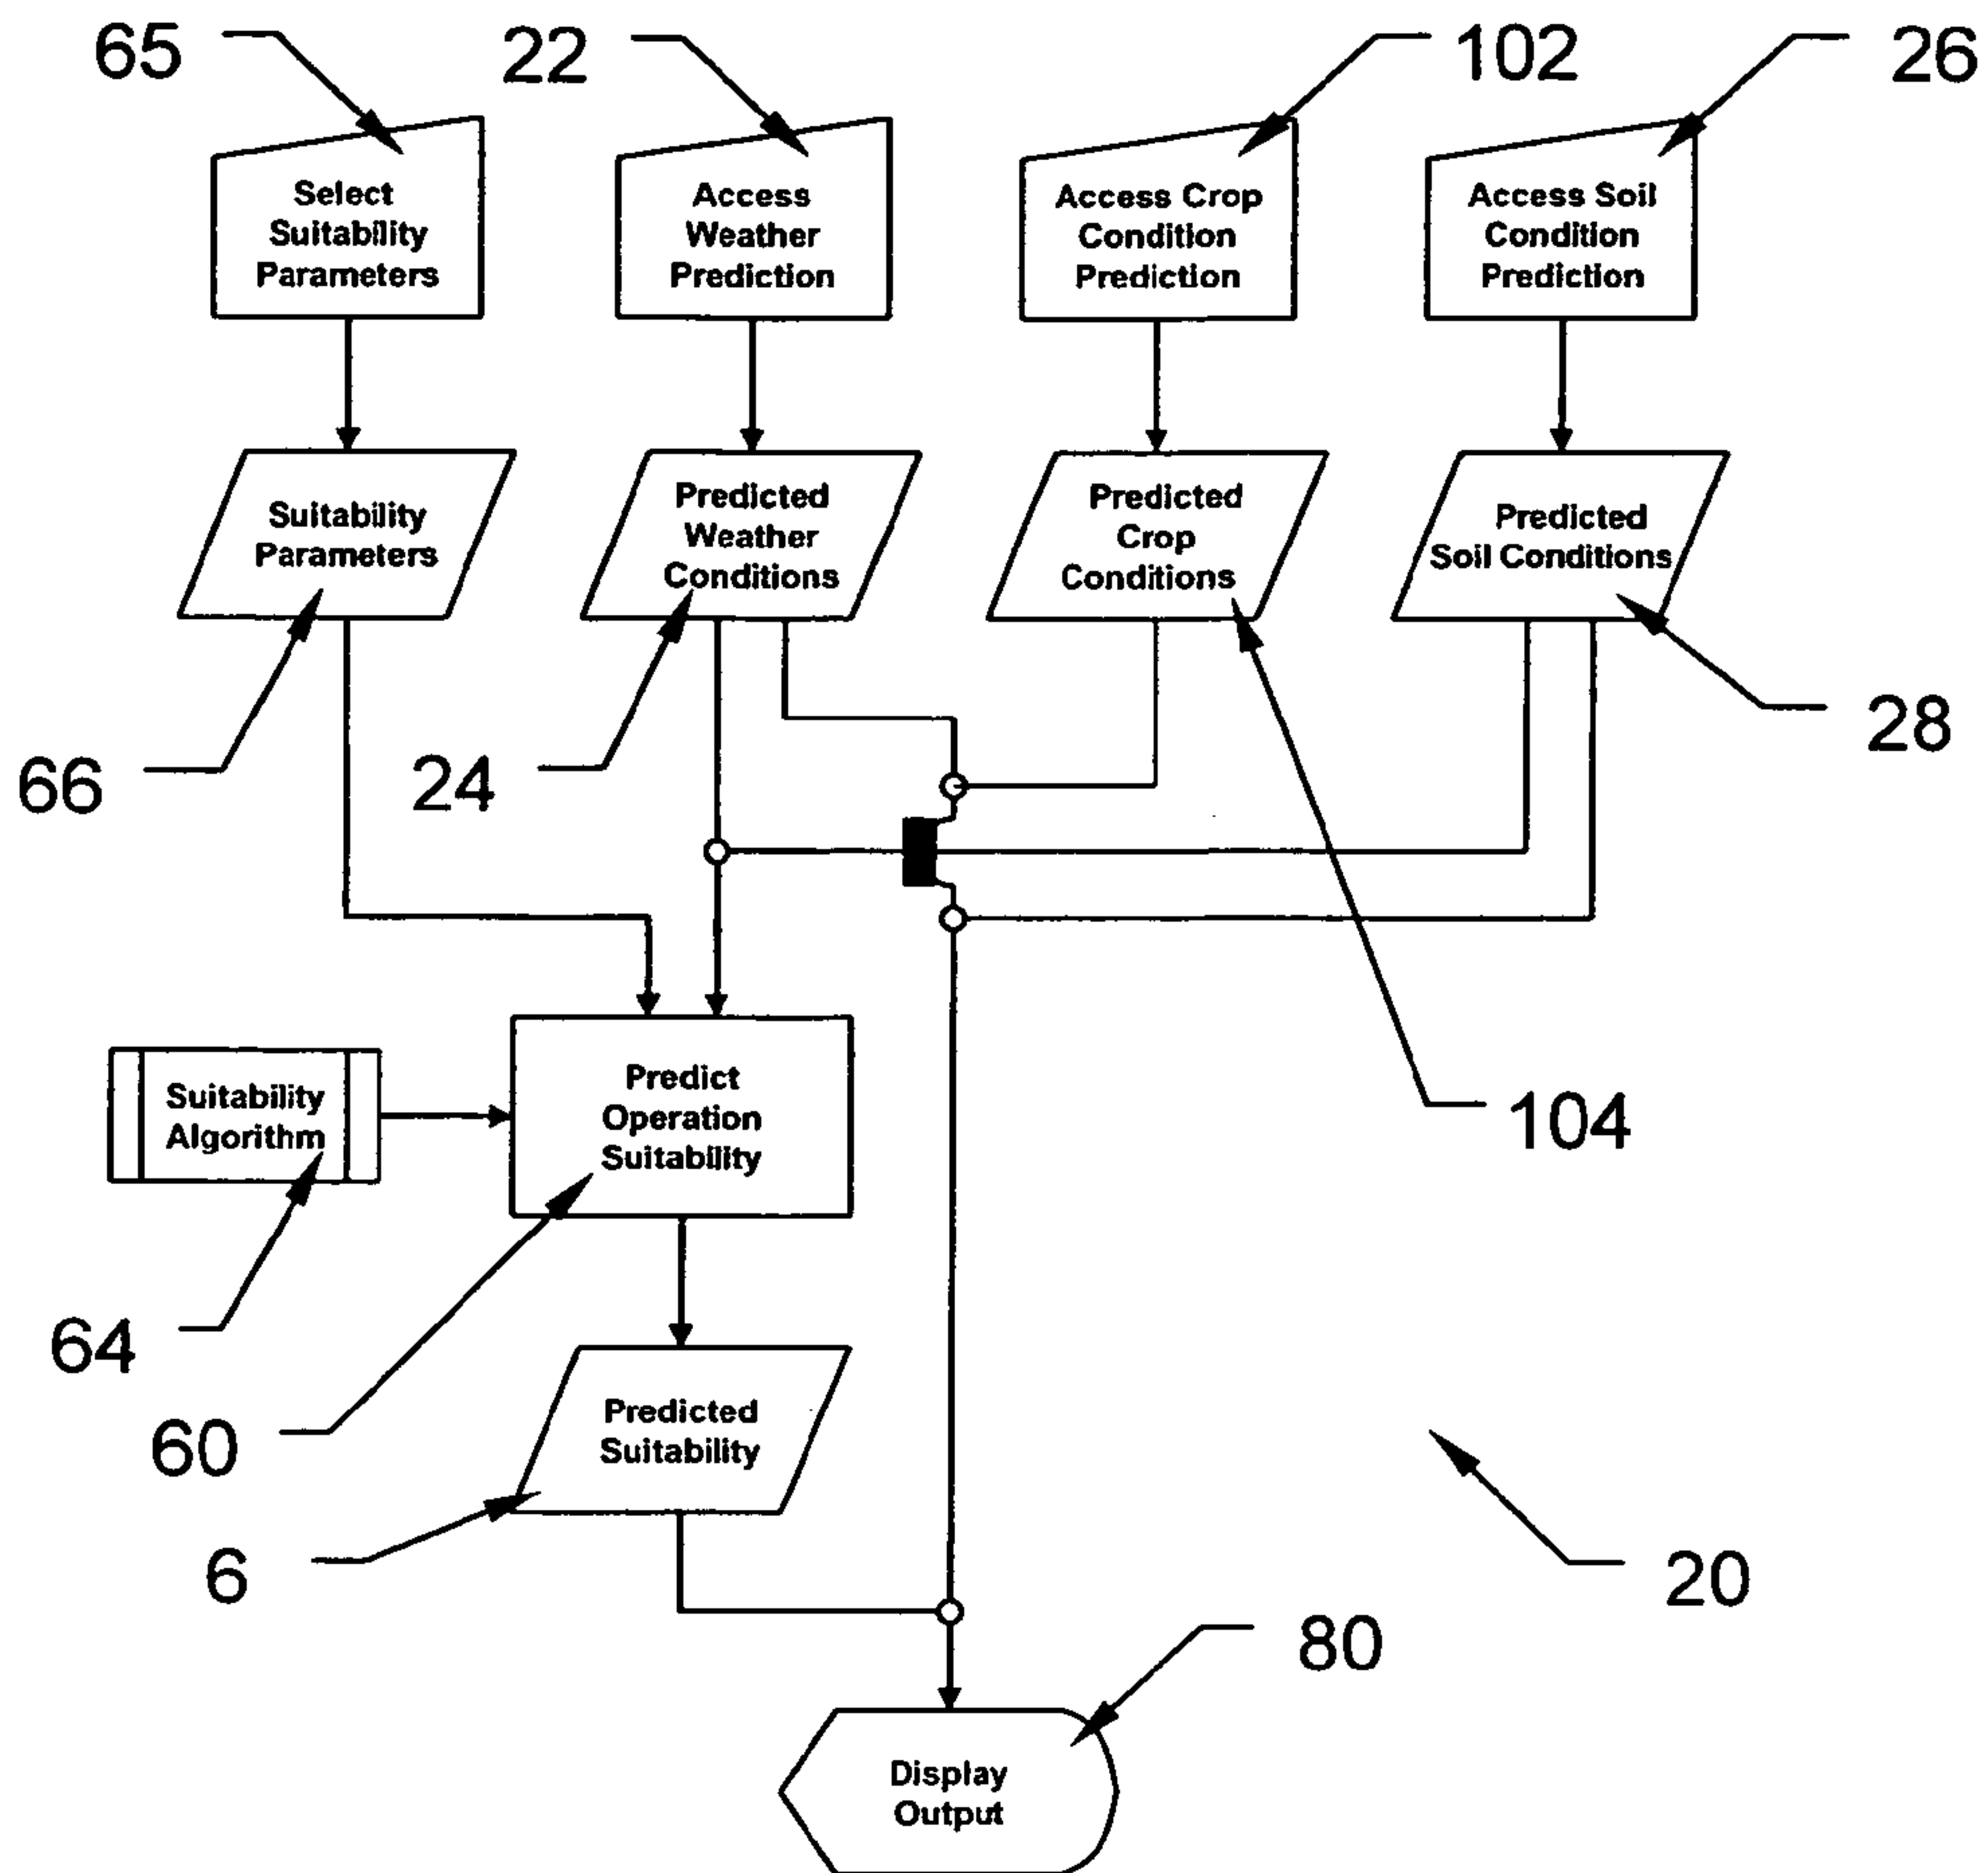 65
22
102
26
Select
Suitability
Parameters
Access
Weather
Prediction
Access Crop
Condition
Prediction
Access Soil
Condition
Prediction
Suitability
Parameters
Predicted
Weather
Conditions
Predicted
Crop
Conditions
Predicted
Soil Conditions
66
24
28
Suitability
Algorithm
Predict
Operation
Suitability
104
64
60
Predicted
Suitability
6
20
80
Display
Output